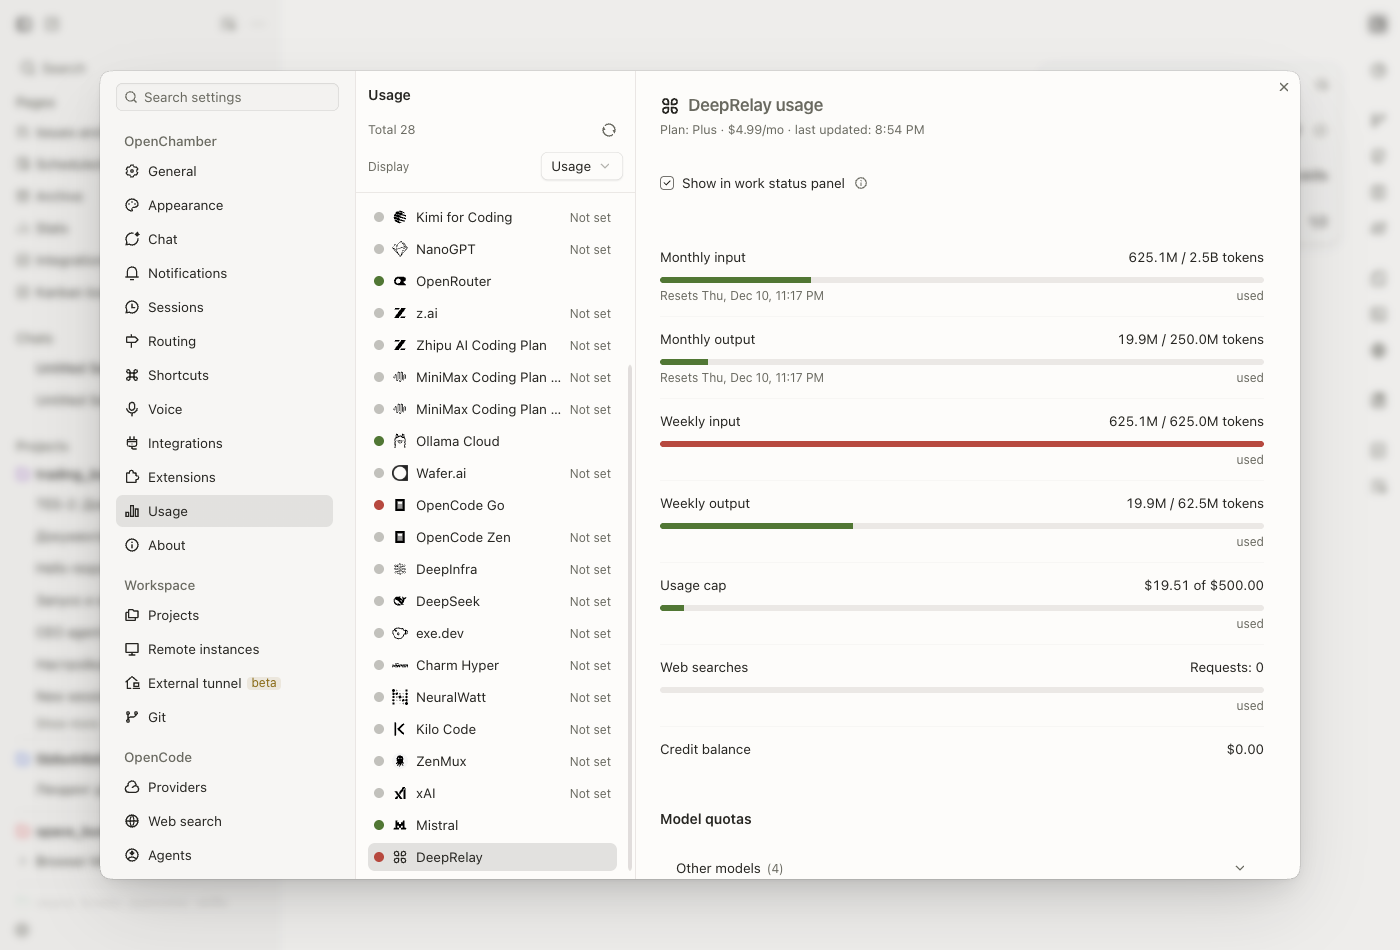 Search
Pages
Archive
Stats
Chats
Projects
Search settings
OpenChamber
General
Appearance
Chat
Notifications
Sessions
Routing
Shortcuts
Voice
Integrations
Extensions
Usage
About
Workspace
Projects
Remote instances
External tunnel beta
Git
OpenCode
Providers
Web search
Agents
Usage
Total 28
Display Usage
Kimi for Coding Not set
NanoGPT Not set
OpenRouter
z.ai Not set
Zhipu AI Coding Plan Not set
MiniMax Coding Plan ... Not set
MiniMax Coding Plan ... Not set
Ollama Cloud
Wafer.ai Not set
OpenCode Go
OpenCode Zen Not set
DeepInfra Not set
DeepSeek Not set
exe.dev Not set
Charm Hyper Not set
NeuralWatt Not set
Kilo Code Not set
ZenMux Not set
xAI Not set
Mistral
DeepRelay
DeepRelay usage
Plan: Plus · $4.99/mo · last updated: 8:54 PM
Show in work status panel
Monthly input 625.1M / 2.5B tokens
Resets Thu, Dec 10, 11:17 PM used
Monthly output 19.9M / 250.0M tokens
Resets Thu, Dec 10, 11:17 PM used
Weekly input 625.1M / 625.0M tokens
used
Weekly output 19.9M / 62.5M tokens
used
Usage cap $19.51 of $500.00
used
Web searches Requests: 0
used
Credit balance $0.00
Model quotas
Other models (4)